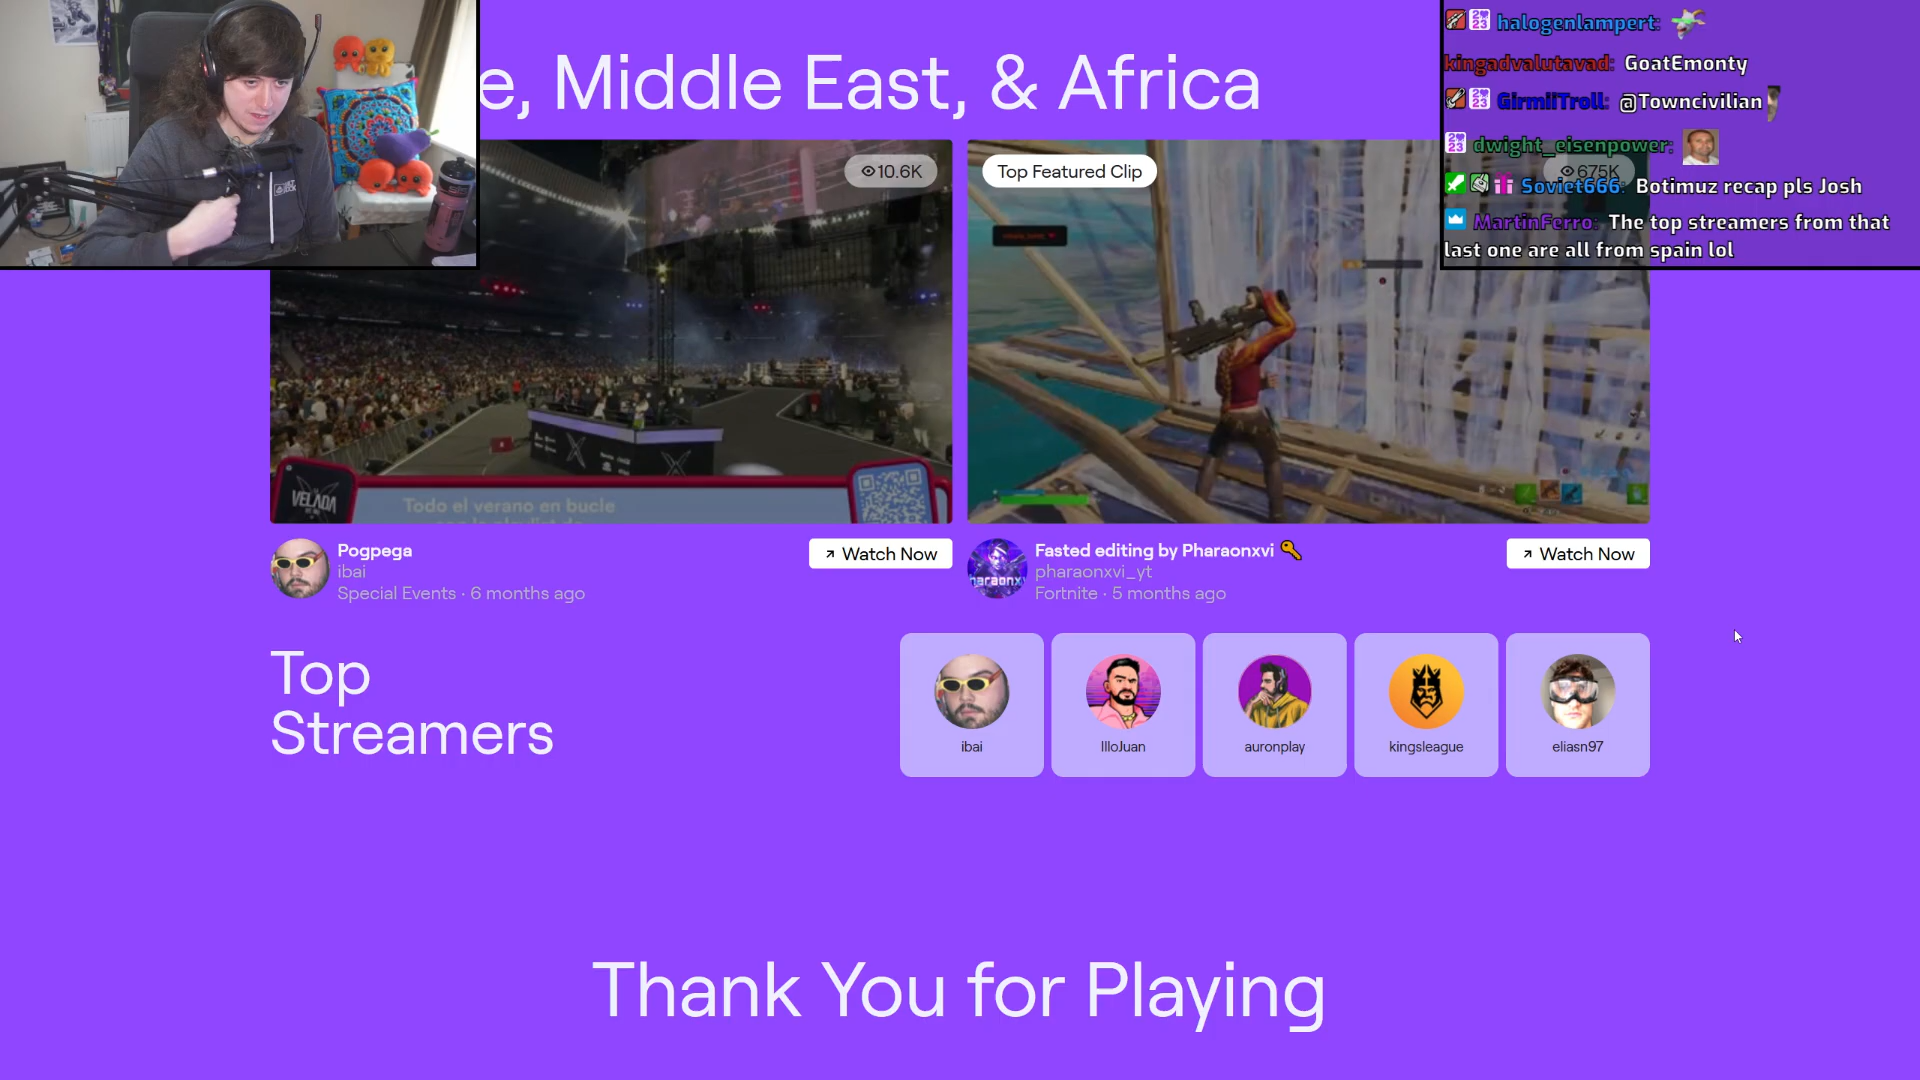 e, Middle East, & Africa
halogenlampert:
kingadvalutavad: GoatEmonty
GirmiiTroll: @Towncivilian
dwight_eisenpower:
Soviet666: Botimuz recap pls Josh
MartinFerro: The top streamers from that
last one are all from spain lol
10.6K
Top Featured Clip
675K
VELADA
Todo el verano en bucle
Pogpega
ibai
Special Events · 6 months ago
Watch Now
Fasted editing by Pharaonxvi
pharaonxvi_yt
Fortnite · 5 months ago
Watch Now
Top
Streamers
ibai
IlloJuan
auronplay
kingsleague
eliasn97
Thank You for Playing